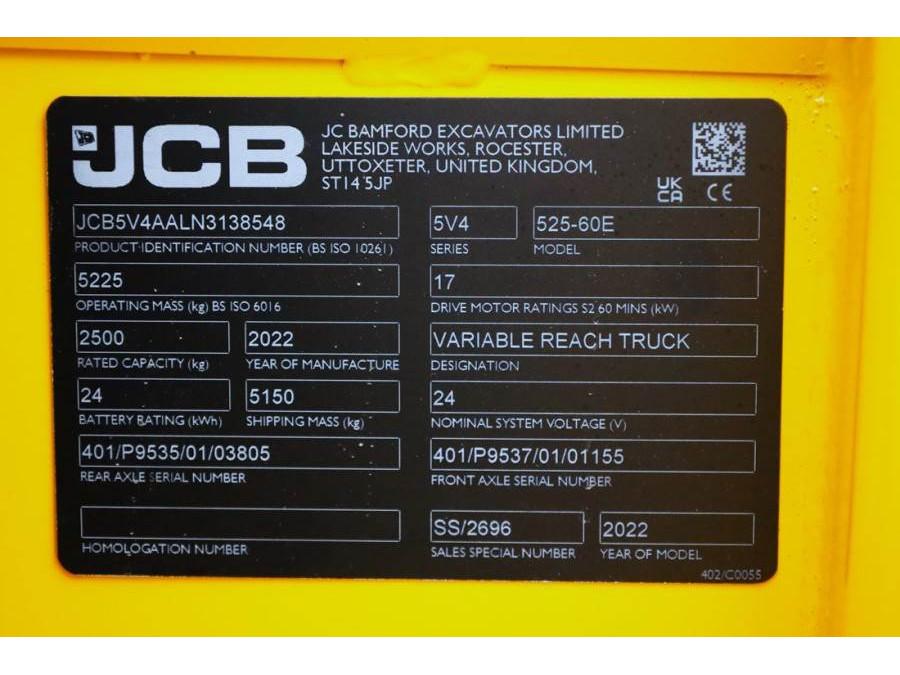 JCB
JC BAMFORD EXCAVATORS LIMITED
LAKESIDE WORKS, ROCESTER,
UTTOXETER, UNITED KINGDOM,
ST14 5JP
UK
CA CE
JCB5V4AALN3138548 5V4 525-60E
PRODUCT IDENTIFICATION NUMBER (BS ISO 10261) SERIES MODEL
5225 17
OPERATING MASS (kg) BS ISO 6016 DRIVE MOTOR RATINGS S2 60 MINS (kW)
2500 2022 VARIABLE REACH TRUCK
RATED CAPACITY (kg) YEAR OF MANUFACTURE DESIGNATION
24 5150 24
BATTERY RATING (kWh) SHIPPING MASS (kg) NOMINAL SYSTEM VOLTAGE (V)
401/P9535/01/03805 401/P9537/01/01155
REAR AXLE SERIAL NUMBER FRONT AXLE SERIAL NUMBER
SS/2696 2022
HOMOLOGATION NUMBER SALES SPECIAL NUMBER YEAR OF MODEL
402/C0055